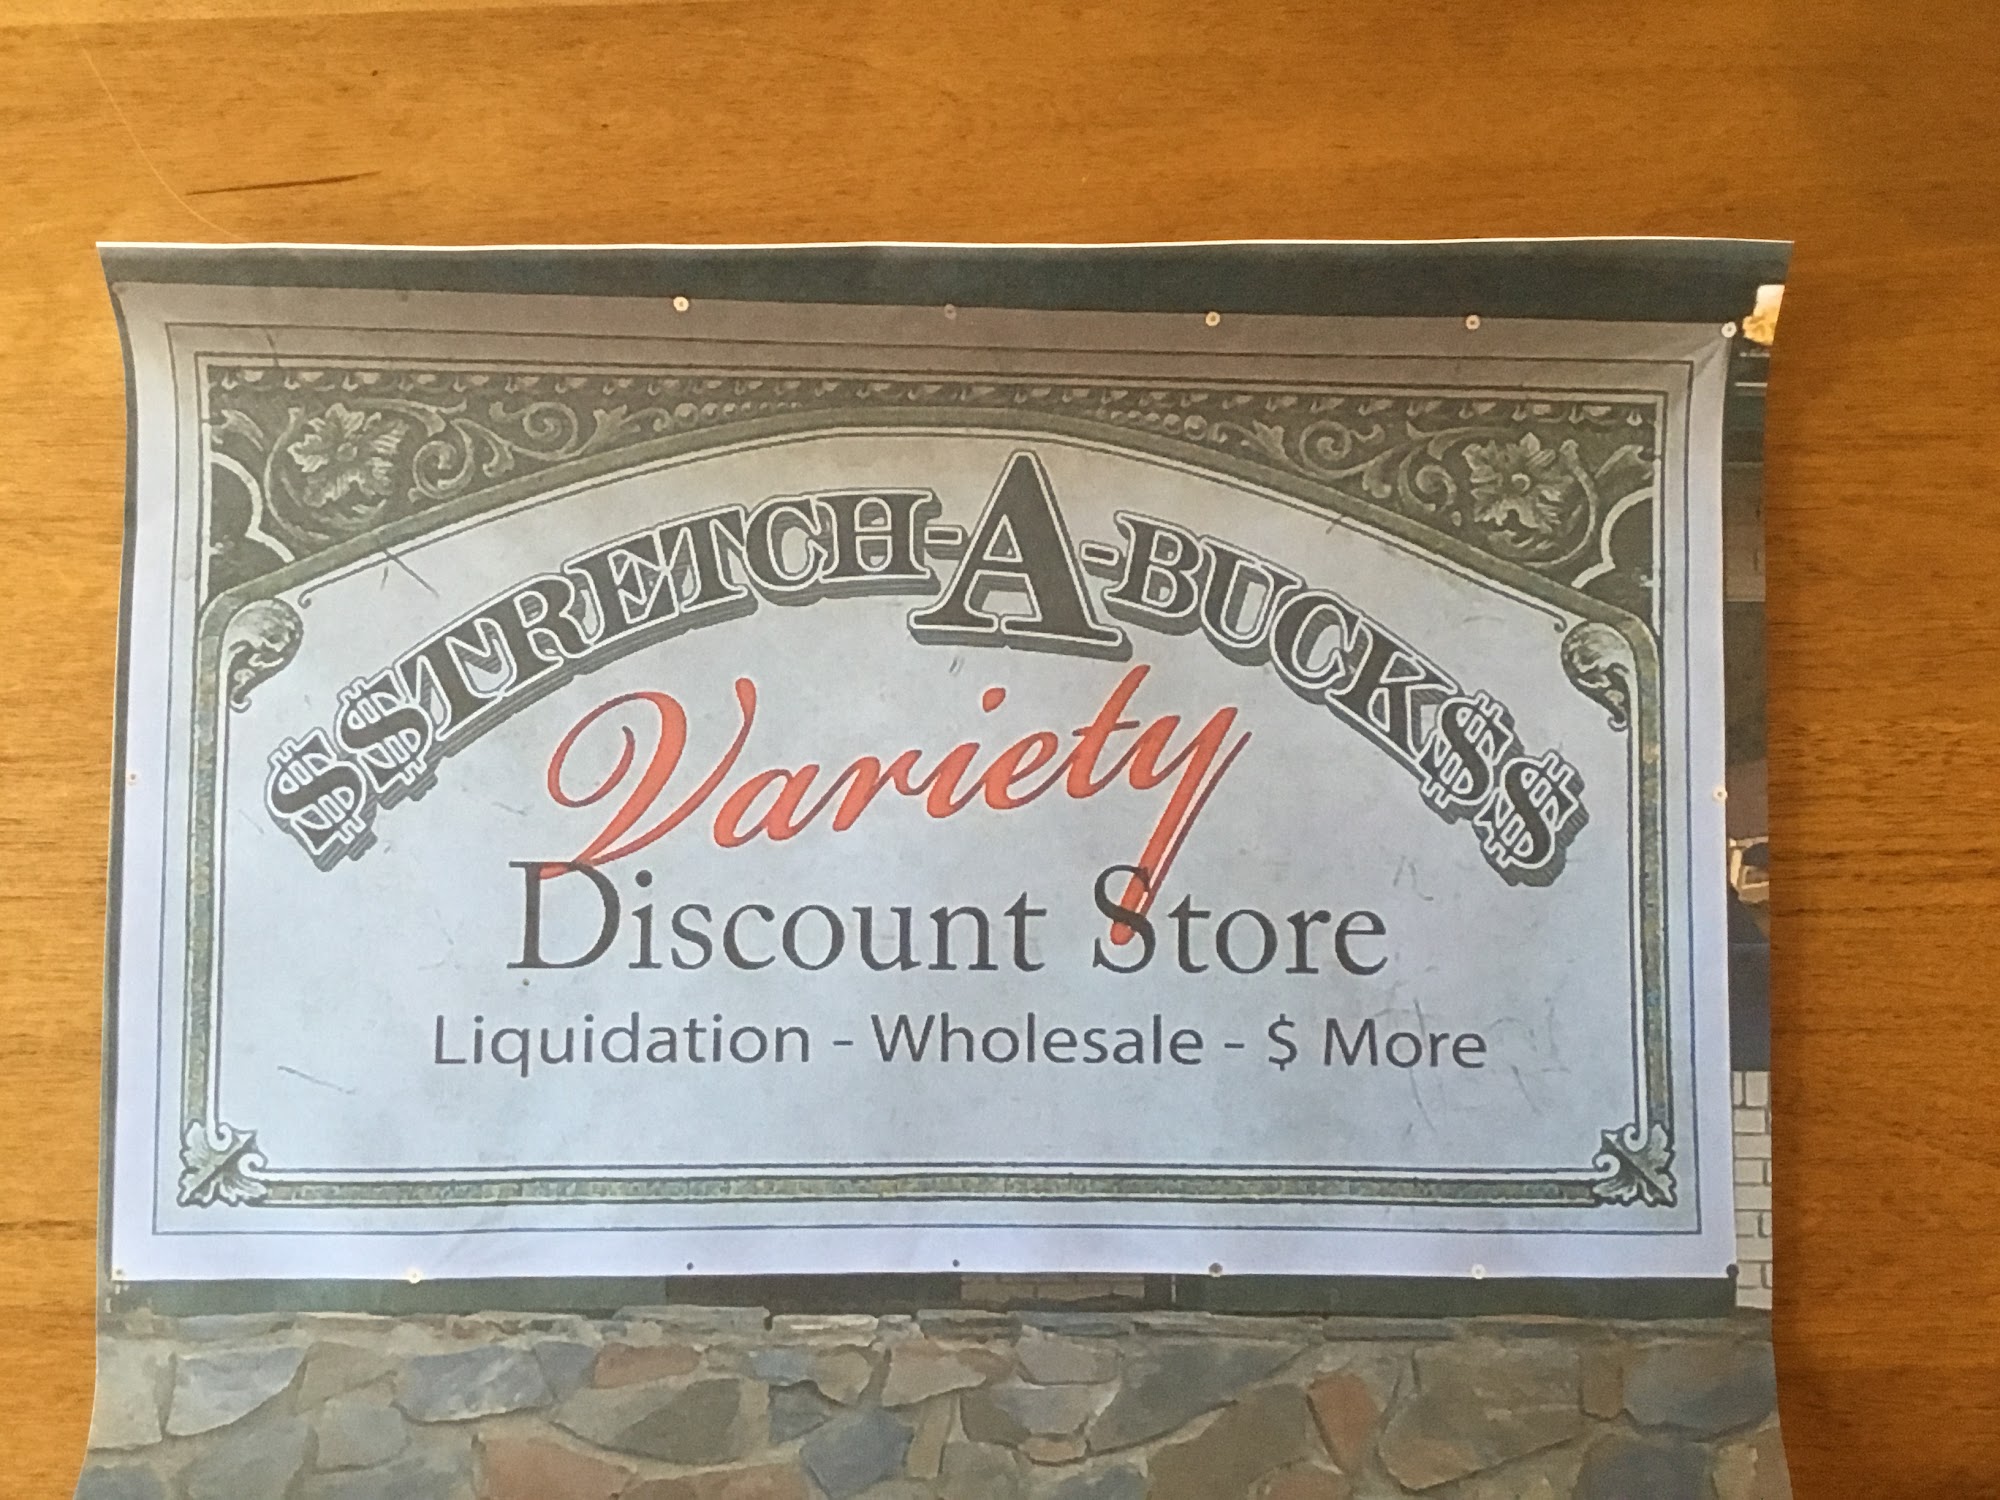 $$TRETCH-A-BUCK$$
Variety
Discount Store
Liquidation - Wholesale - $ More